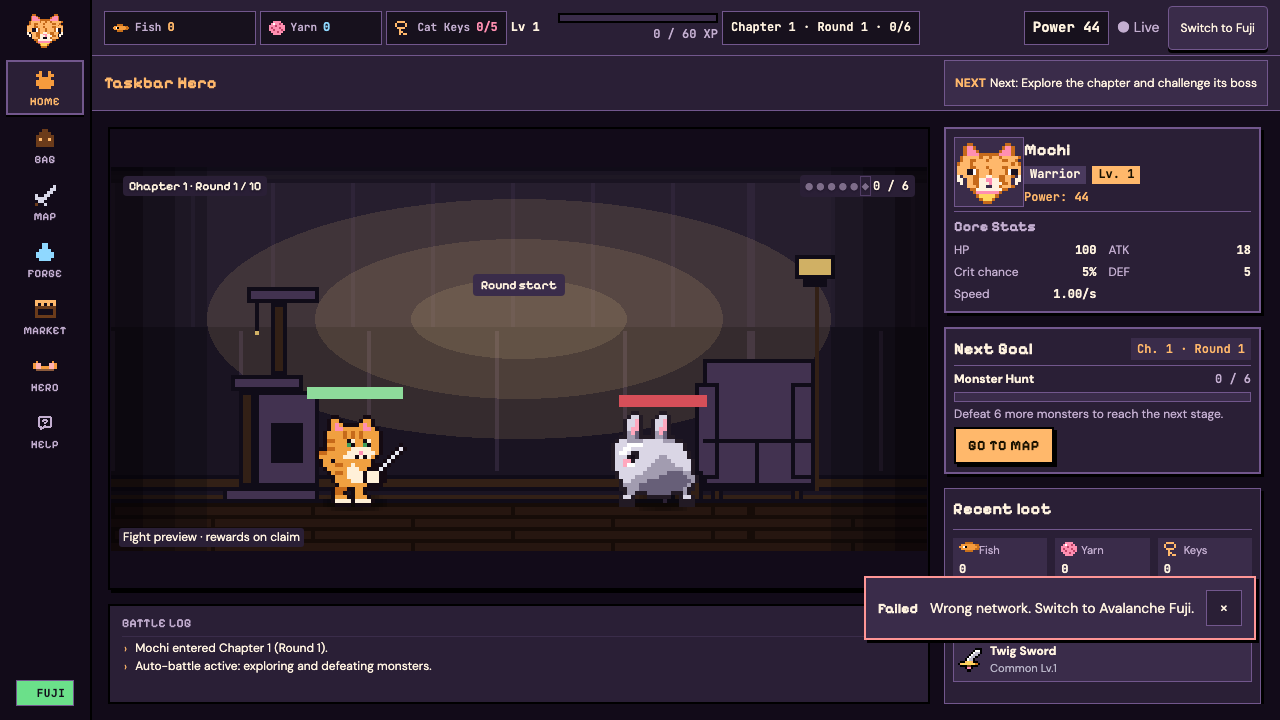 Fish 0
Yarn 0
Cat Keys 0/5
Lv 1
0 / 60 XP
Chapter 1 · Round 1 · 0/6
Power 44
Live
Switch to Fuji
HOME
BAG
MAP
FORGE
MARKET
HERO
HELP
FUJI
Taskbar Hero
NEXT Next: Explore the chapter and challenge its boss
Chapter 1 · Round 1 / 10
0 / 6
Round start
Fight preview · rewards on claim
BATTLE LOG
› Mochi entered Chapter 1 (Round 1).
› Auto-battle active: exploring and defeating monsters.
Mochi
Warrior Lv. 1
Power: 44
Core Stats
HP 100 ATK 18
Crit chance 5% DEF 5
Speed 1.00/s
Next Goal Ch. 1 · Round 1
Monster Hunt 0 / 6
Defeat 6 more monsters to reach the next stage.
GO TO MAP
Recent loot
Fish Yarn Keys
0 0 0
Failed Wrong network. Switch to Avalanche Fuji. ×
Twig Sword
Common Lv.1